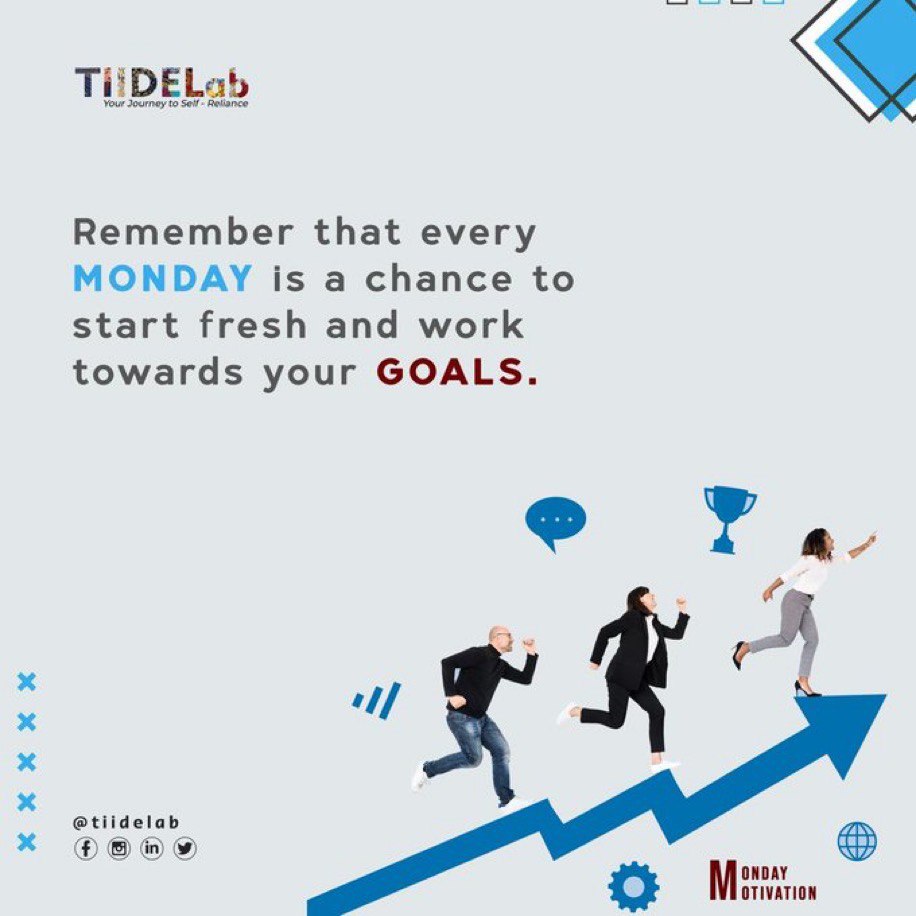 TIIDELab
Your Journey to Self - Reliance
Remember that every
MONDAY is a chance to
start fresh and work
towards your GOALS.
@tiidelab
MONDAY
MOTIVATION